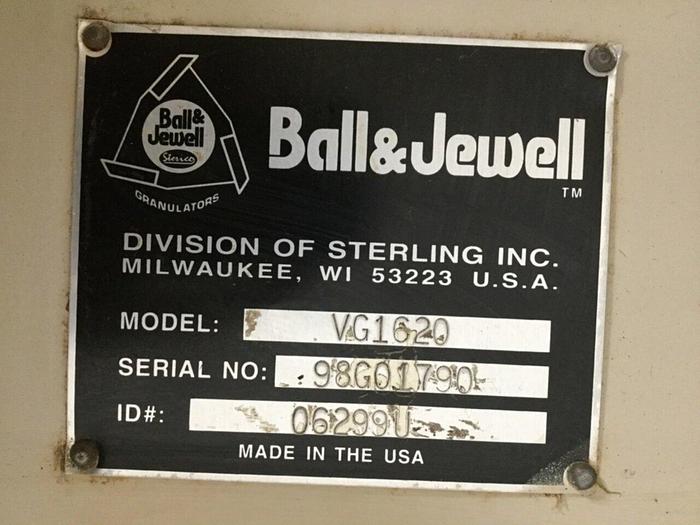 Ball&
Jewell
Sterlco
GRANULATORS
Ball&Jewell
TM
DIVISION OF STERLING INC.
MILWAUKEE, WI 53223 U.S.A.
MODEL: VG1620
SERIAL NO: 98G01790
ID#: 06299U
MADE IN THE USA